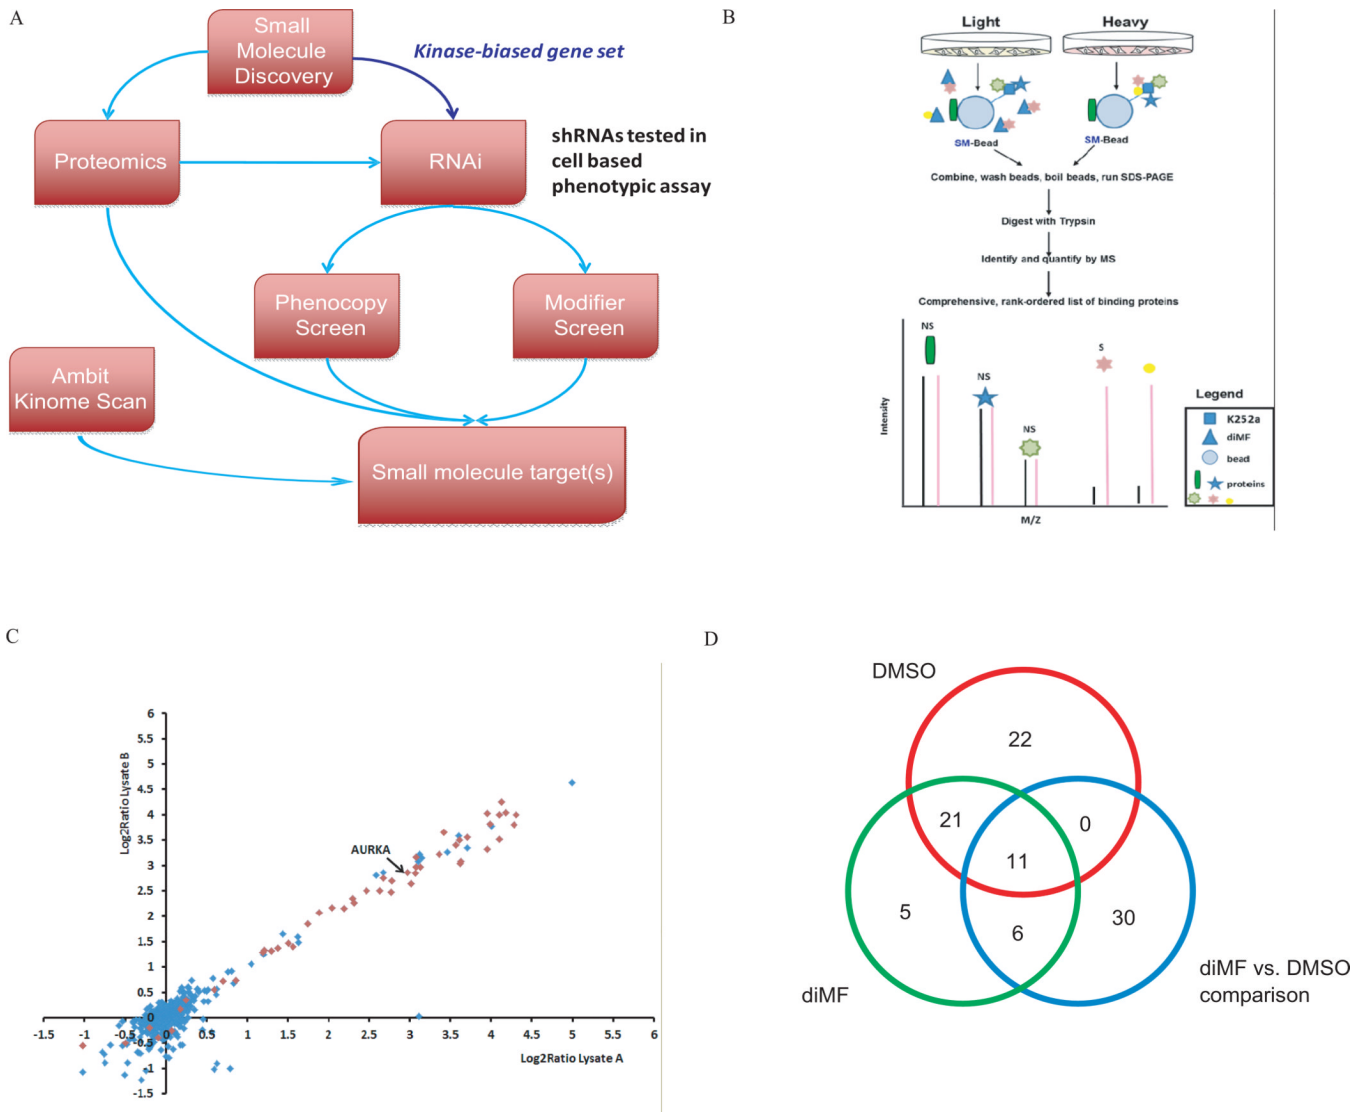 A
Small
Molecule
Discovery
Kinase-biased gene set
Proteomics
RNAi
shRNAs tested in
cell based
phenotypic assay
Phenocopy
Screen
Modifier
Screen
Ambit
Kinome Scan
Small molecule target(s)
B
Light
Heavy
SM-Bead
SM-Bead
Combine, wash beads, boil beads, run SDS-PAGE
Digest with Trypsin
Identify and quantify by MS
Comprehensive, rank-ordered list of binding proteins
NS
NS
NS
S
Intensity
M/Z
Legend
K252a
diMF
bead
proteins
C
Log2Ratio Lysate B
6
5.5
5
4.5
4
3.5
3
2.5
2
1.5
1
0.5
0
-0.5
-1
-1.5
AURKA
-1.5
-1
-0.5
0
0.5
1
1.5
2
2.5
3
3.5
4
4.5
5
5.5
6
Log2Ratio Lysate A
D
DMSO
22
21
0
11
5
6
30
diMF
diMF vs. DMSO
comparison